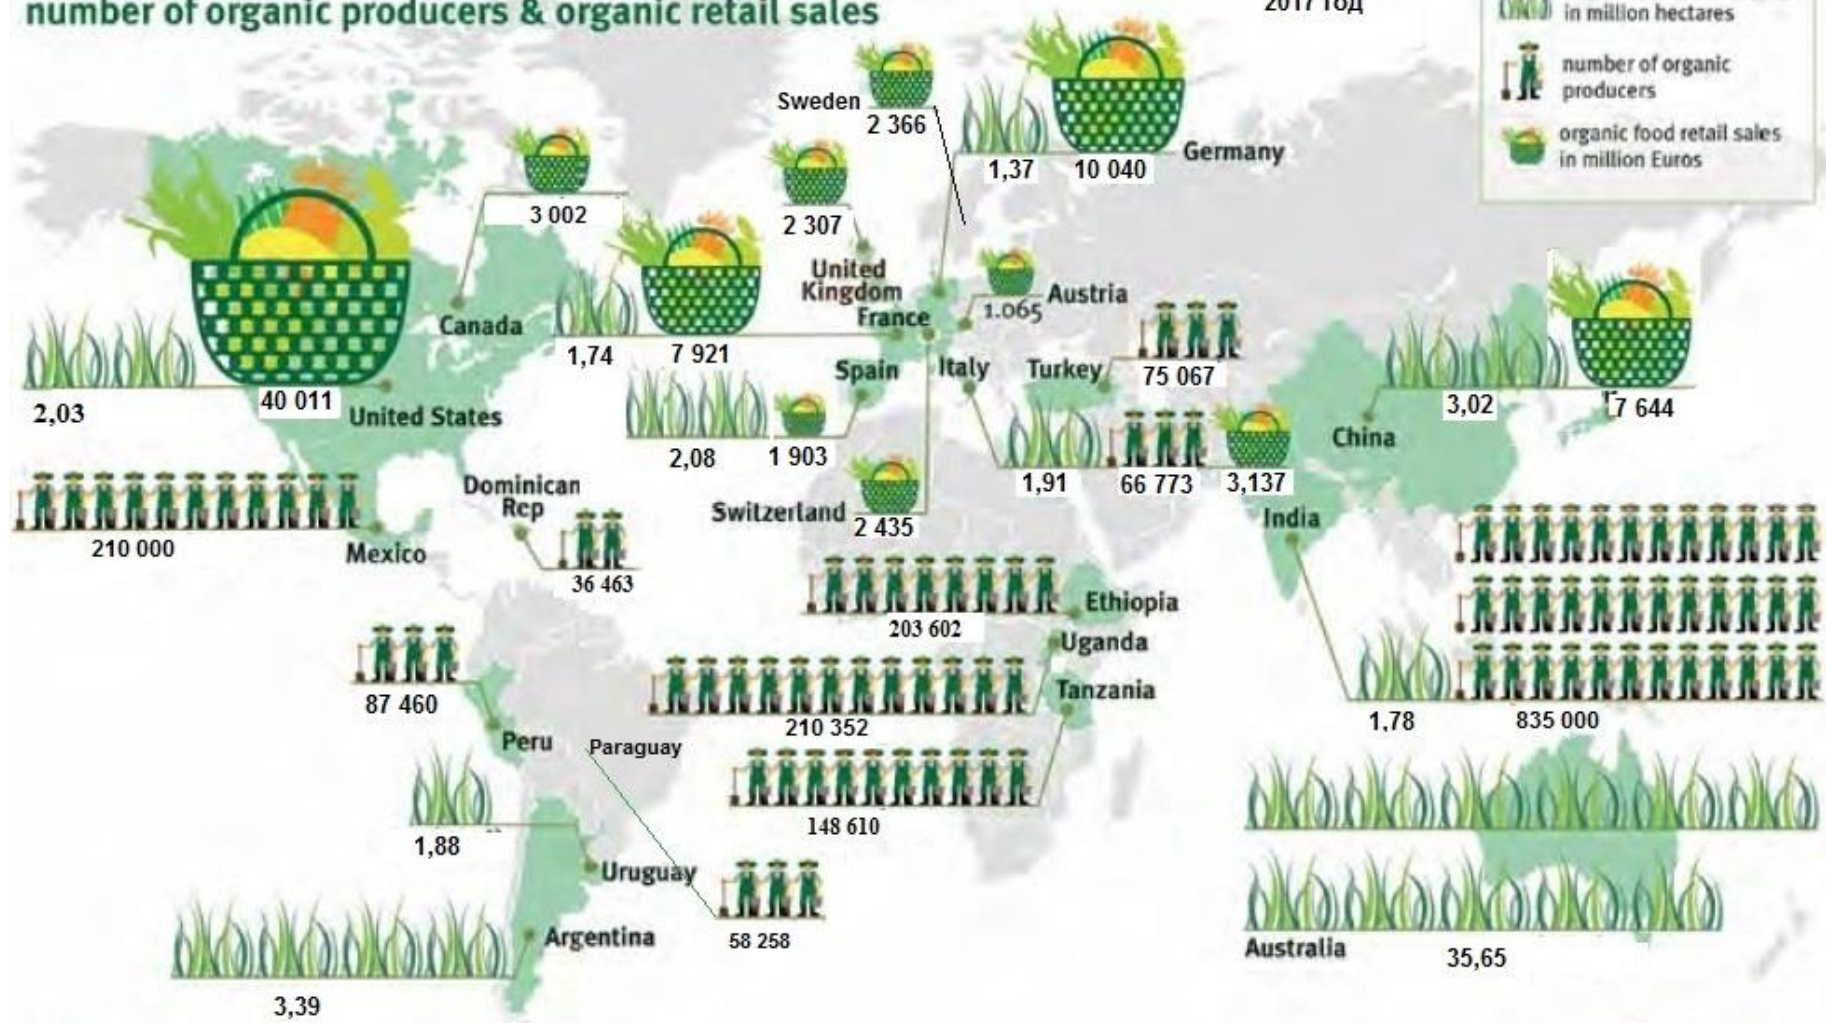 number of organic producers & organic retail sales
2017 год
in million hectares
number of organic
producers
organic food retail sales
in million Euros
Sweden
2 366
1,37
10 040
Germany
3 002
2 307
United
Kingdom
France
1.065
Austria
Canada
1,74
7 921
Spain
Italy
Turkey
75 067
2,03
40 011
United States
2,08
1 903
1,91
66 773
3,137
3,02
7 644
China
Dominican
Rep
36 463
Switzerland
2 435
India
210 000
Mexico
203 602
Ethiopia
Uganda
Tanzania
87 460
Peru
210 352
Paraguay
1,78
835 000
148 610
1,88
Uruguay
58 258
Argentina
3,39
Australia
35,65